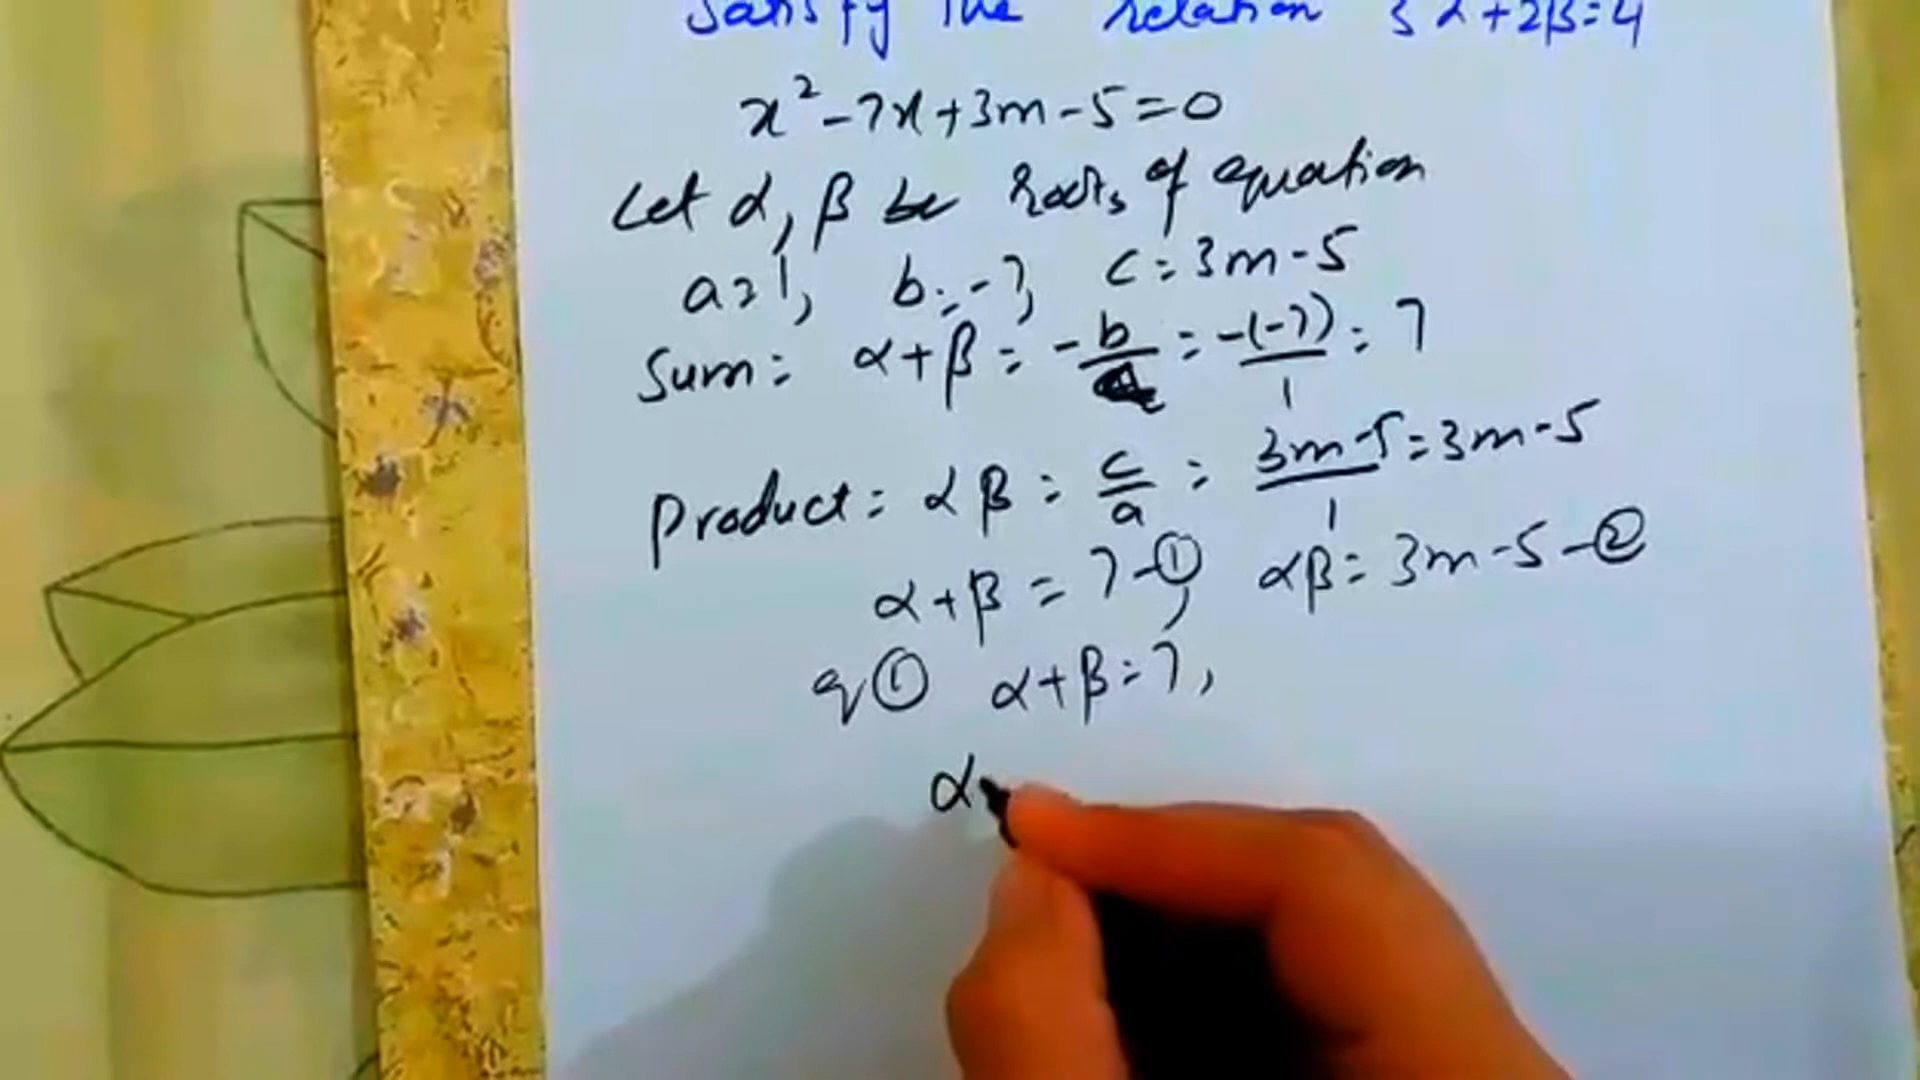 Satisfy the relation 3α+2β=4
x²-7x+3m-5=0
Let α, β be roots of equation
a=1, b=-7, c=3m-5
Sum= α+β = -b/a = -(-7)/1 = 7
Product= αβ = c/a = 3m-5/1 = 3m-5
α+β = 7-①, αβ = 3m-5-②
① α+β=7,
α